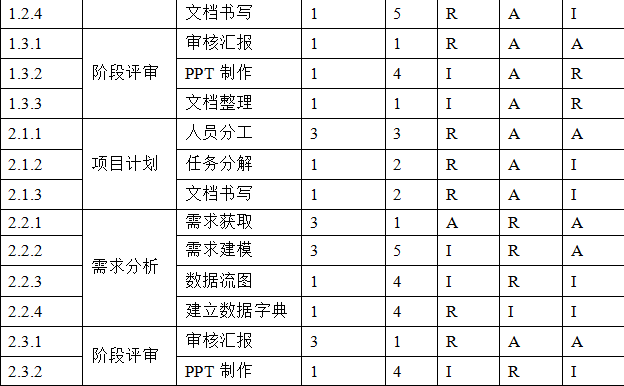 1.2.4 文档书写 1 5 R A I
1.3.1 审核汇报 1 1 R A A
1.3.2 阶段评审 PPT 制作 1 4 I A R
1.3.3 文档整理 1 1 I A R
2.1.1 人员分工 3 3 R A A
2.1.2 项目计划 任务分解 1 2 R A I
2.1.3 文档书写 1 2 R A I
2.2.1 需求获取 3 1 A R A
2.2.2 需求建模 3 5 I R A
需求分析
2.2.3 数据流图 1 4 I R I
2.2.4 建立数据字典 1 4 R I I
2.3.1 审核汇报 3 1 R A A
阶段评审
2.3.2 PPT 制作 1 4 I R I